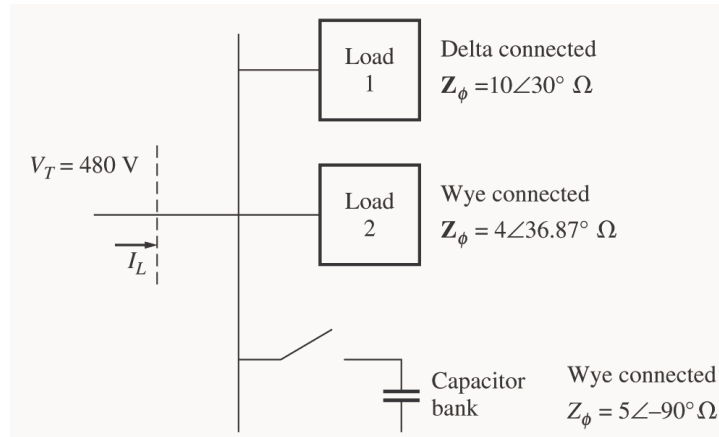 Load
1
Delta connected
Z_ϕ =10∠30° Ω
V_T = 480 V
Load
2
Wye connected
Z_ϕ = 4∠36.87° Ω
I_L
Capacitor
bank
Wye connected
Z_ϕ = 5∠–90° Ω